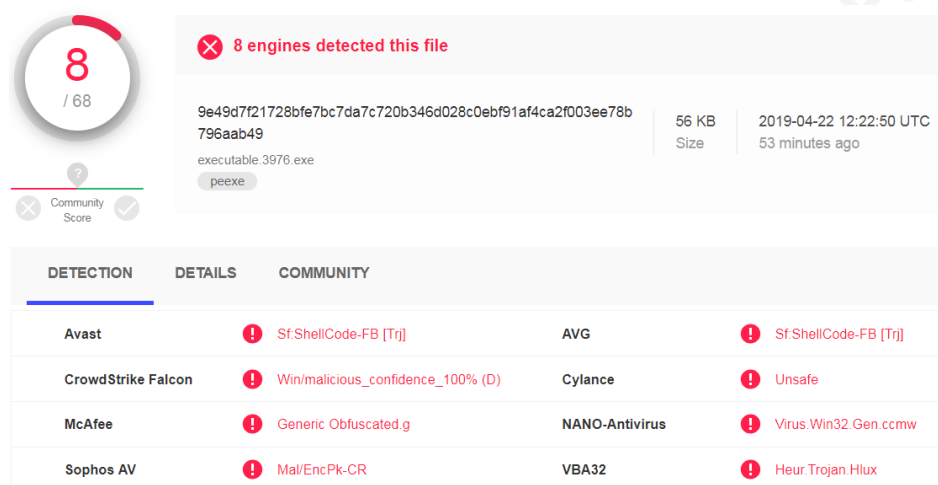 8
/ 68
8 engines detected this file
9e49d7f21728bfe7bc7da7c720b346d028c0ebf91af4ca2f003ee78b
796aab49
executable.3976.exe
peexe
56 KB
Size
2019-04-22 12:22:50 UTC
53 minutes ago
?
Community
Score
DETECTION DETAILS COMMUNITY
Avast Sf:ShellCode-FB [Trj] AVG Sf:ShellCode-FB [Trj]
CrowdStrike Falcon Win/malicious_confidence_100% (D) Cylance Unsafe
McAfee Generic Obfuscated.g NANO-Antivirus Virus.Win32.Gen.ccmw
Sophos AV Mal/EncPk-CR VBA32 Heur.Trojan.Hlux